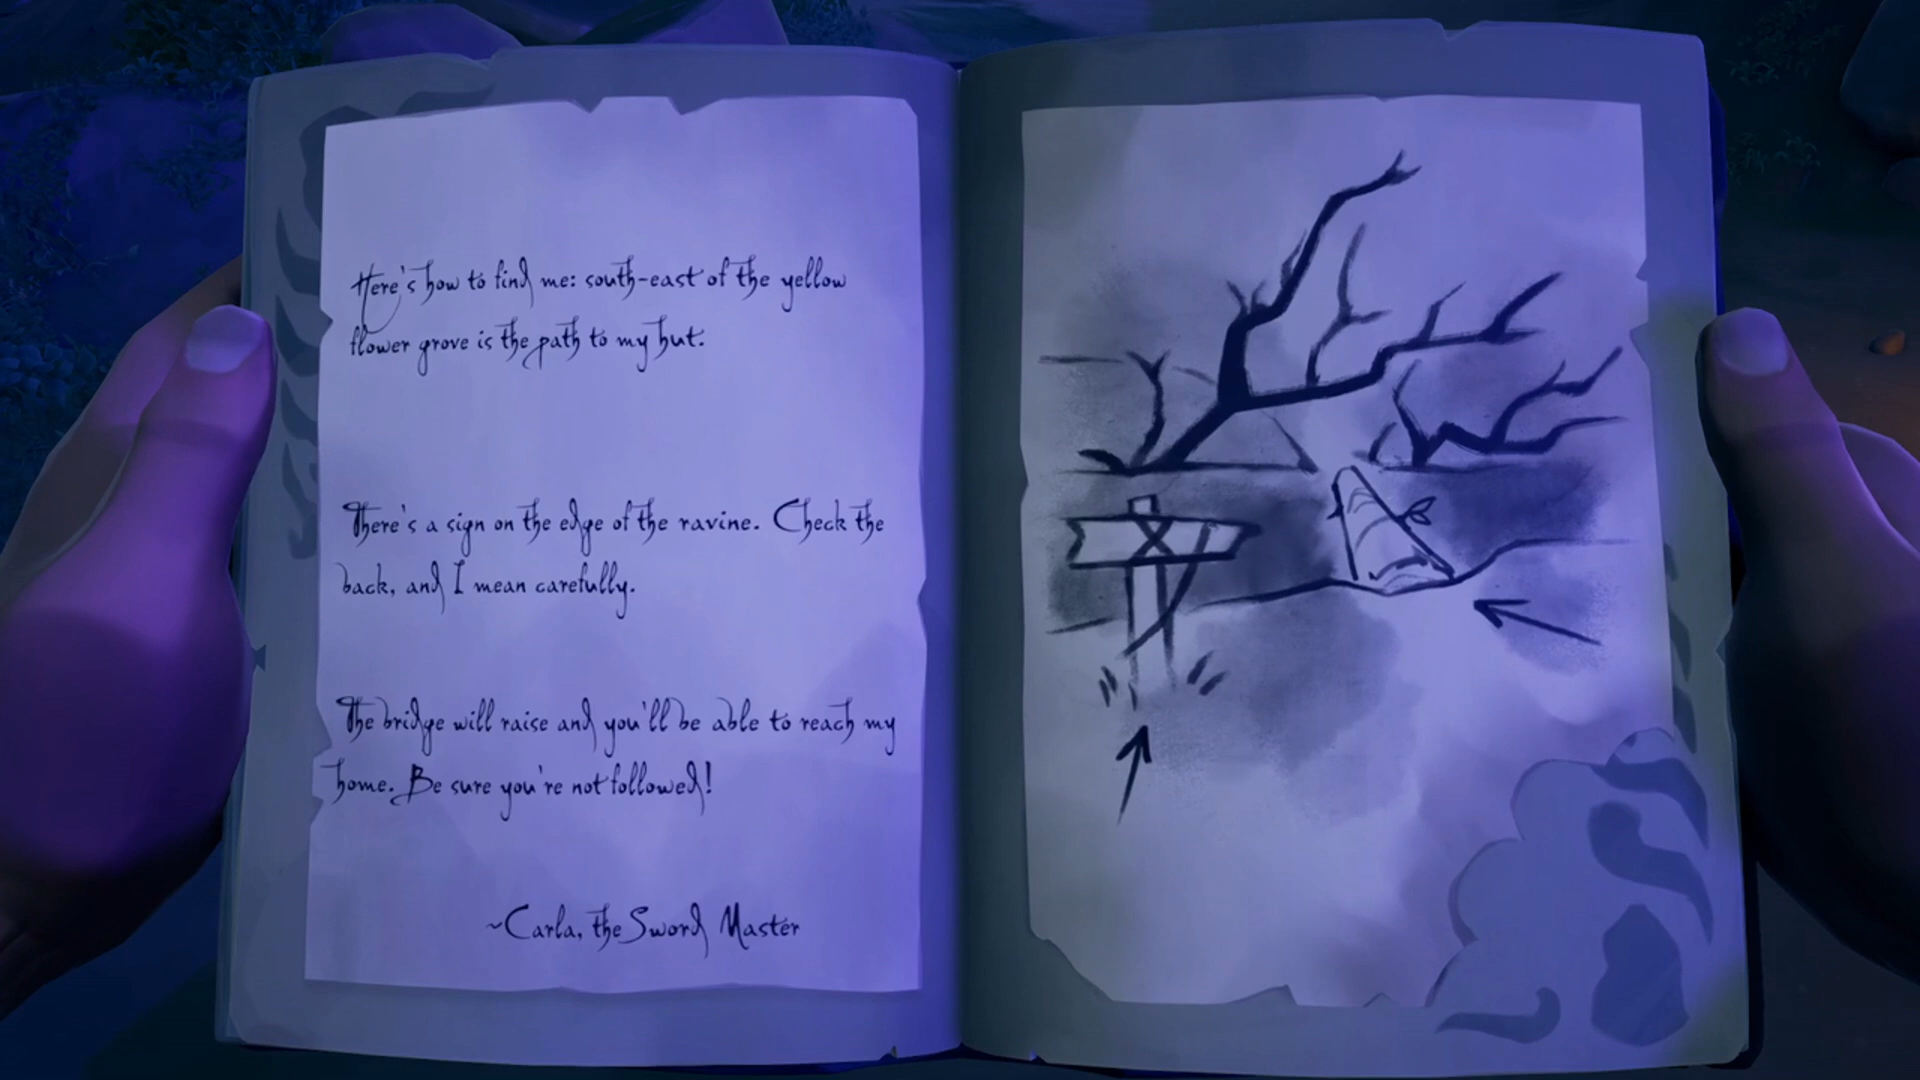 Here's how to find me: south-east of the yellow
flower grove is the path to my hut.
There's a sign on the edge of the ravine. Check the
back, and I mean carefully.
The bridge will raise and you'll be able to reach my
home. Be sure you're not followed!
~Carla, the Sword Master